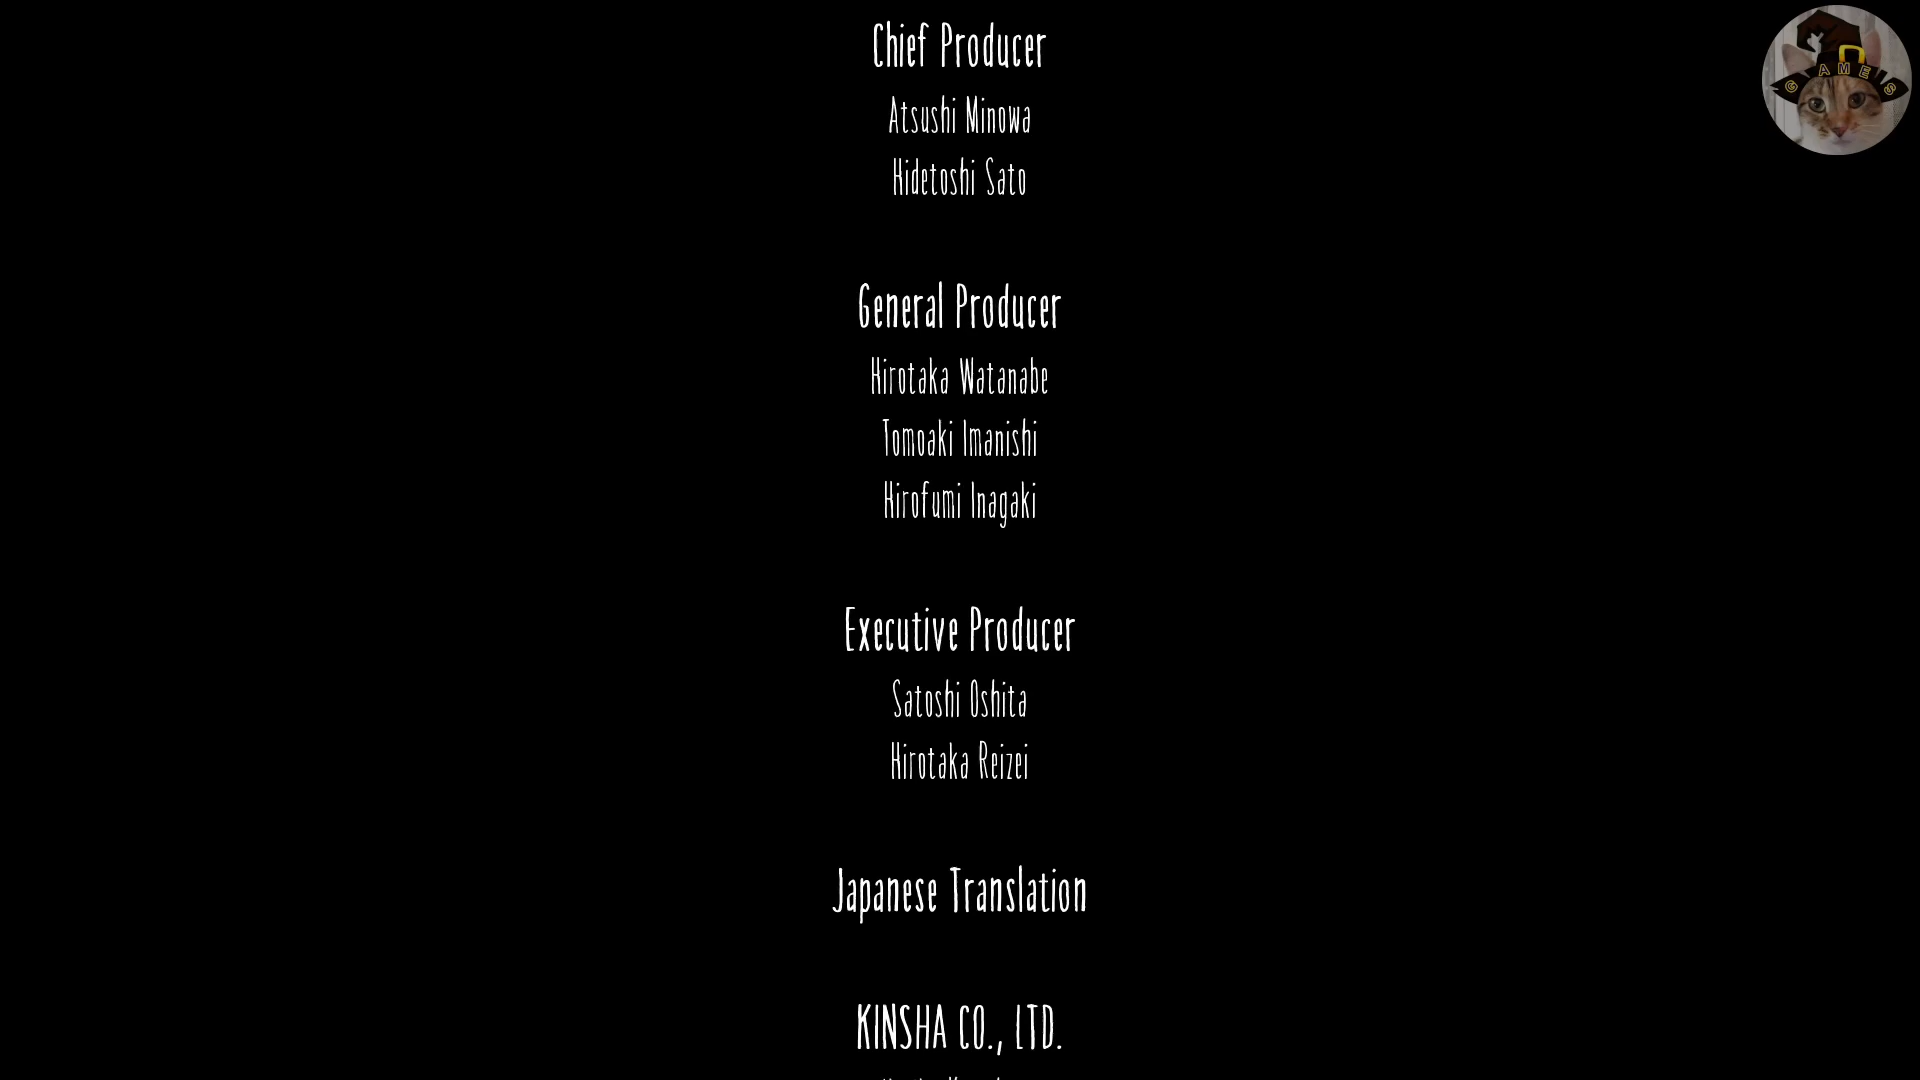 Chief Producer
Atsushi Minowa
Hidetoshi Sato
General Producer
Hirotaka Watanabe
Tomoaki Imanishi
Hirofumi Inagaki
Executive Producer
Satoshi Oshita
Hirotaka Reizei
Japanese Translation
KINSHA CO., LTD.
GAMES